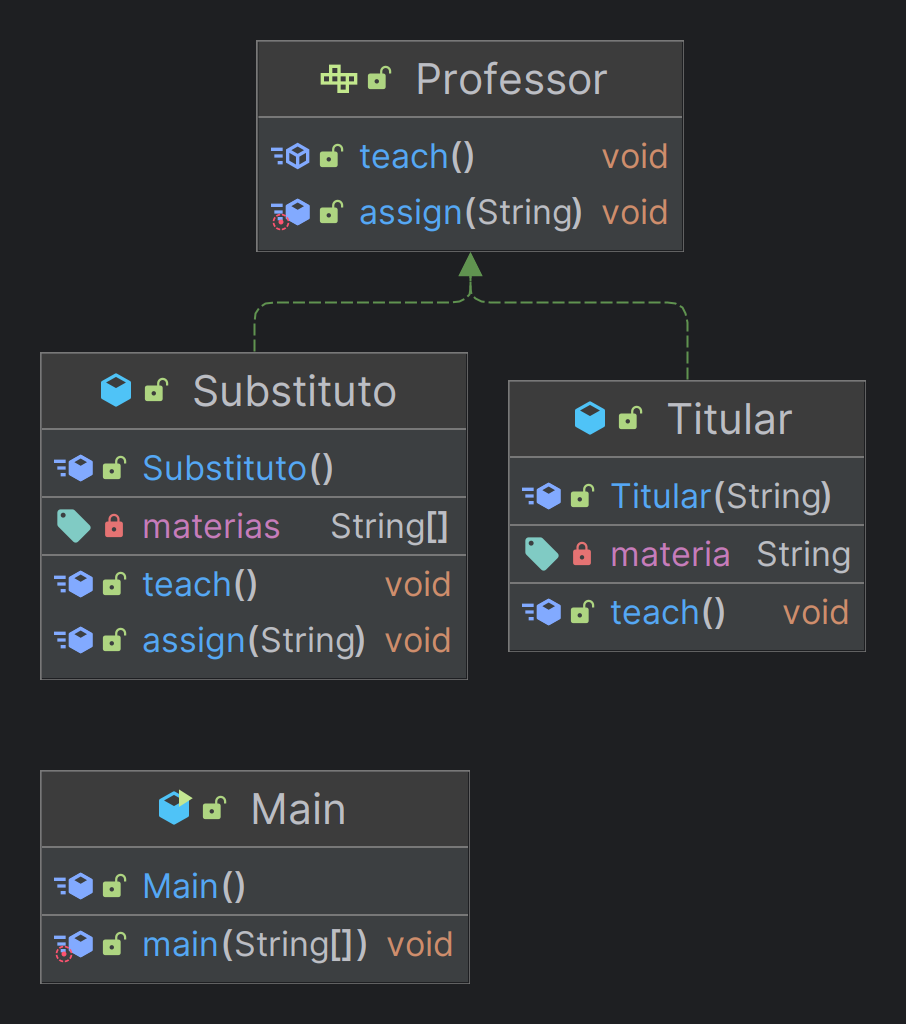 Professor
teach() void
assign(String) void
Substituto
Substituto()
materias String[]
teach() void
assign(String) void
Titular
Titular(String)
materia String
teach() void
Main
Main()
main(String[]) void